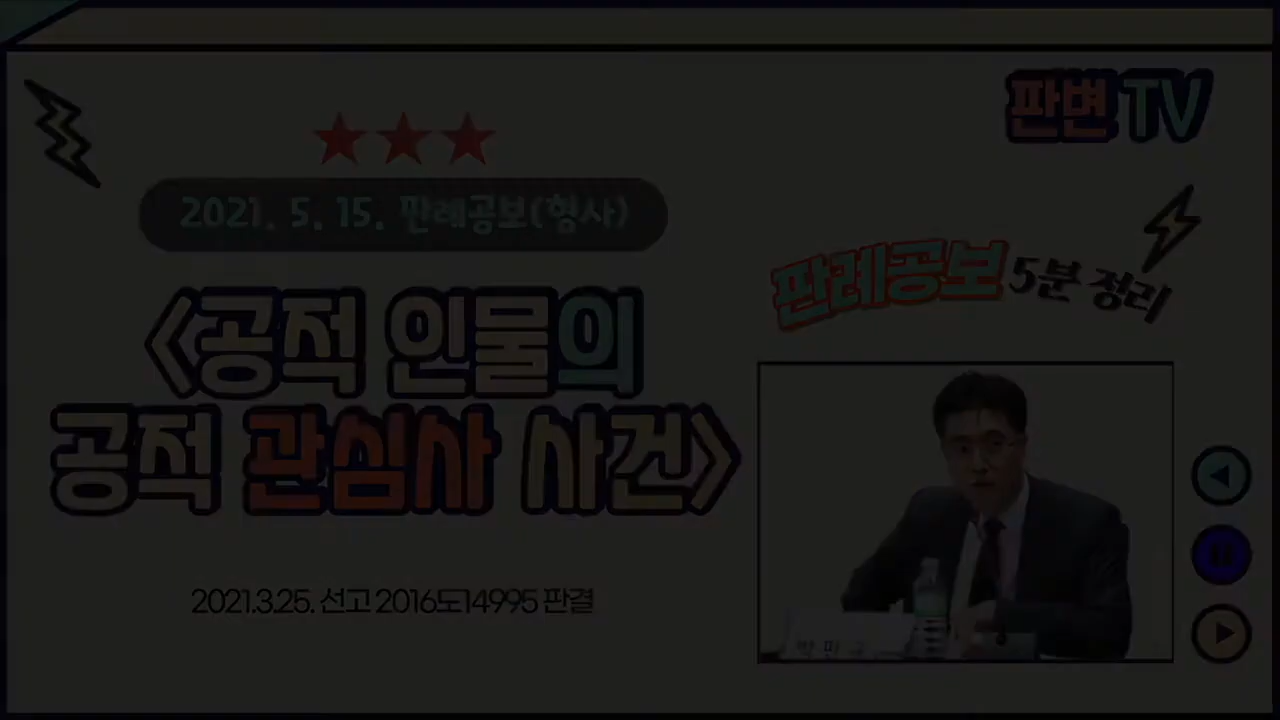 판변 TV
2021. 5. 15. 판례공보(형사)
판례공보 5분 정리
<공적 인물의
공적 관심사 사건>
2021.3.25. 선고 2016도14995 판결